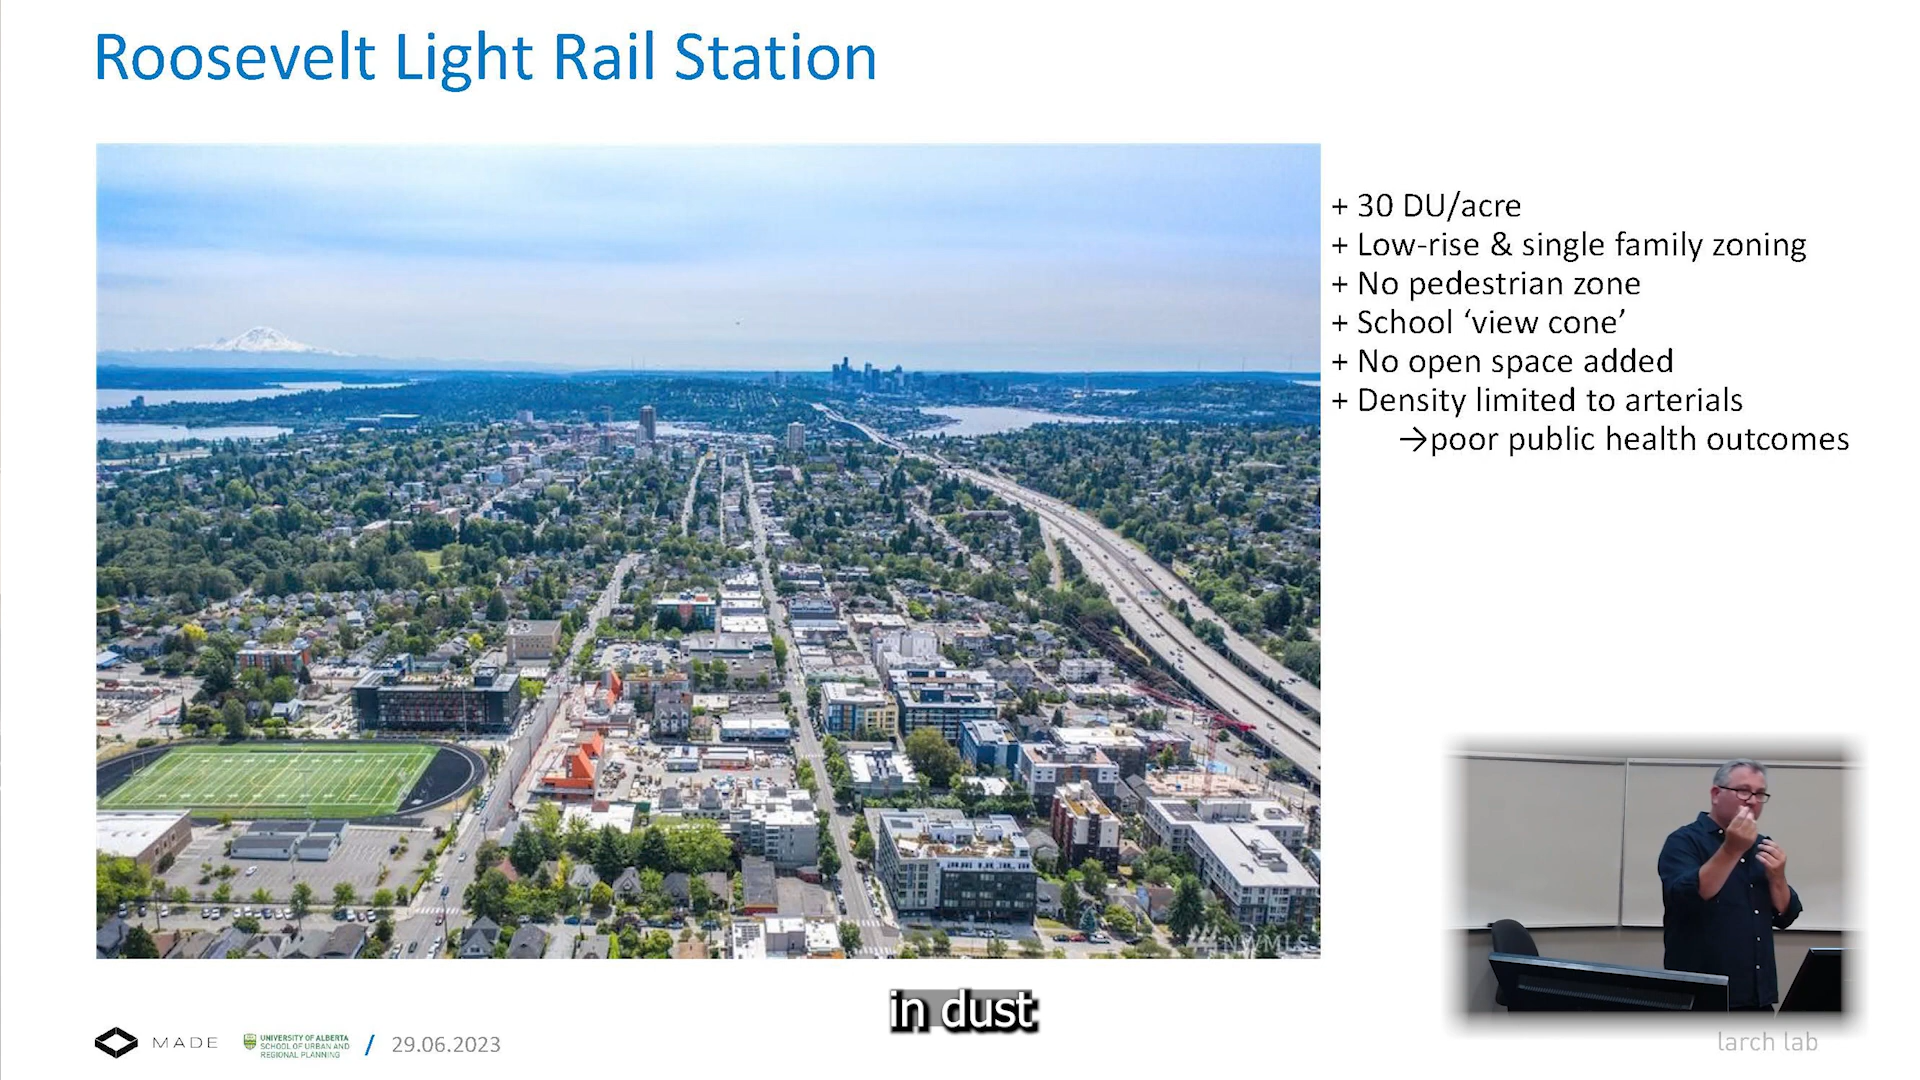 Roosevelt Light Rail Station
+ 30 DU/acre
+ Low-rise & single family zoning
+ No pedestrian zone
+ School ‘view cone’
+ No open space added
+ Density limited to arterials
→poor public health outcomes
NWMLS
in dust
MADE
UNIVERSITY OF ALBERTA
SCHOOL OF URBAN AND
REGIONAL PLANNING
/ 29.06.2023
larch lab